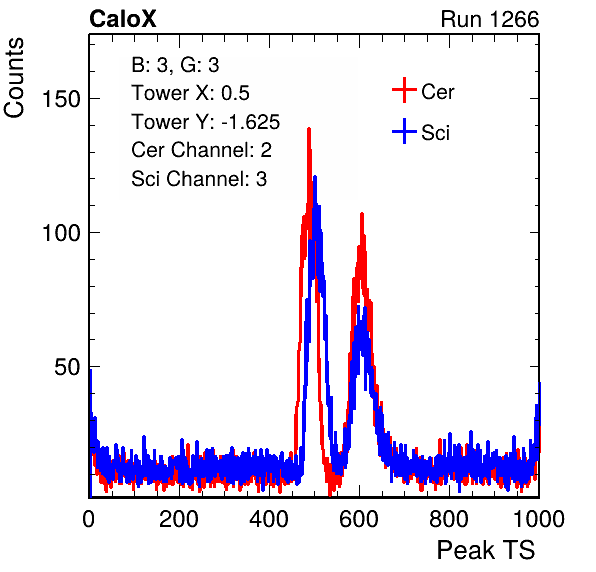 CaloX Run 1266
Counts
B: 3, G: 3
Tower X: 0.5
Tower Y: -1.625
Cer Channel: 2
Sci Channel: 3
Cer
Sci
150
100
50
0 200 400 600 800 1000
Peak TS